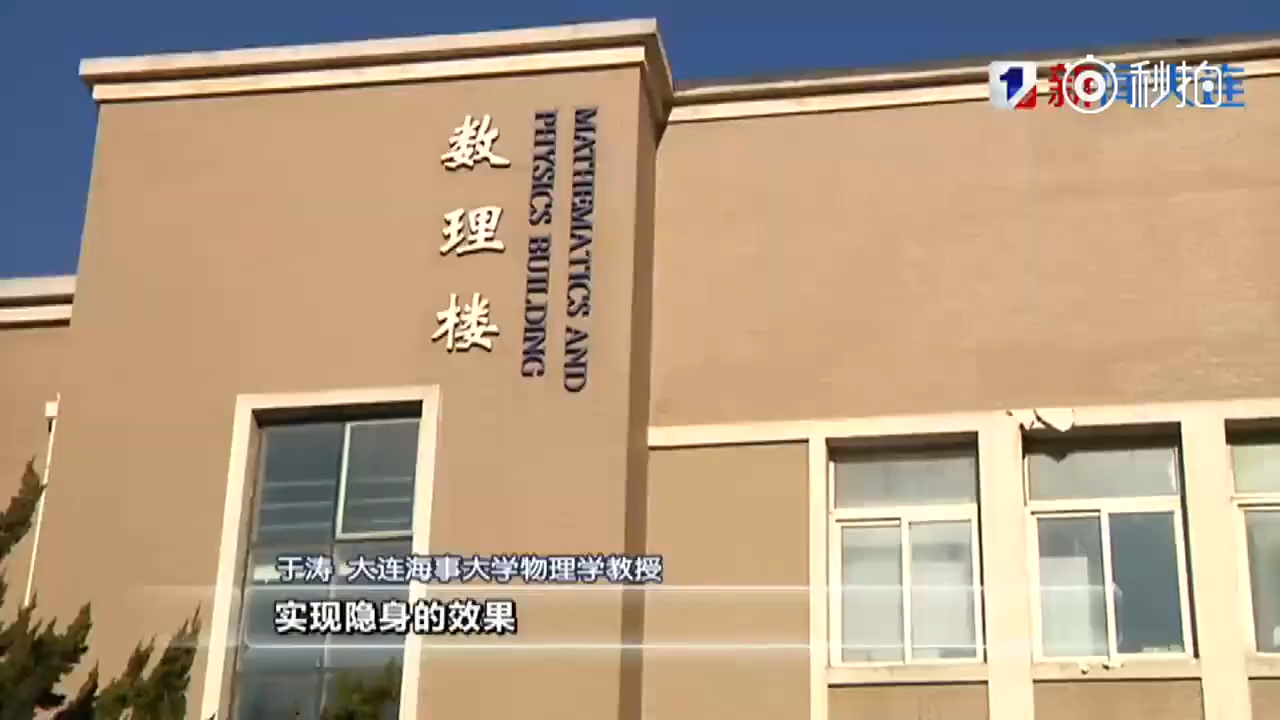 数理楼
MATHEMATICS AND
PHYSICS BUILDING
秒拍
于涛 大连海事大学物理学教授
实现隐身的效果